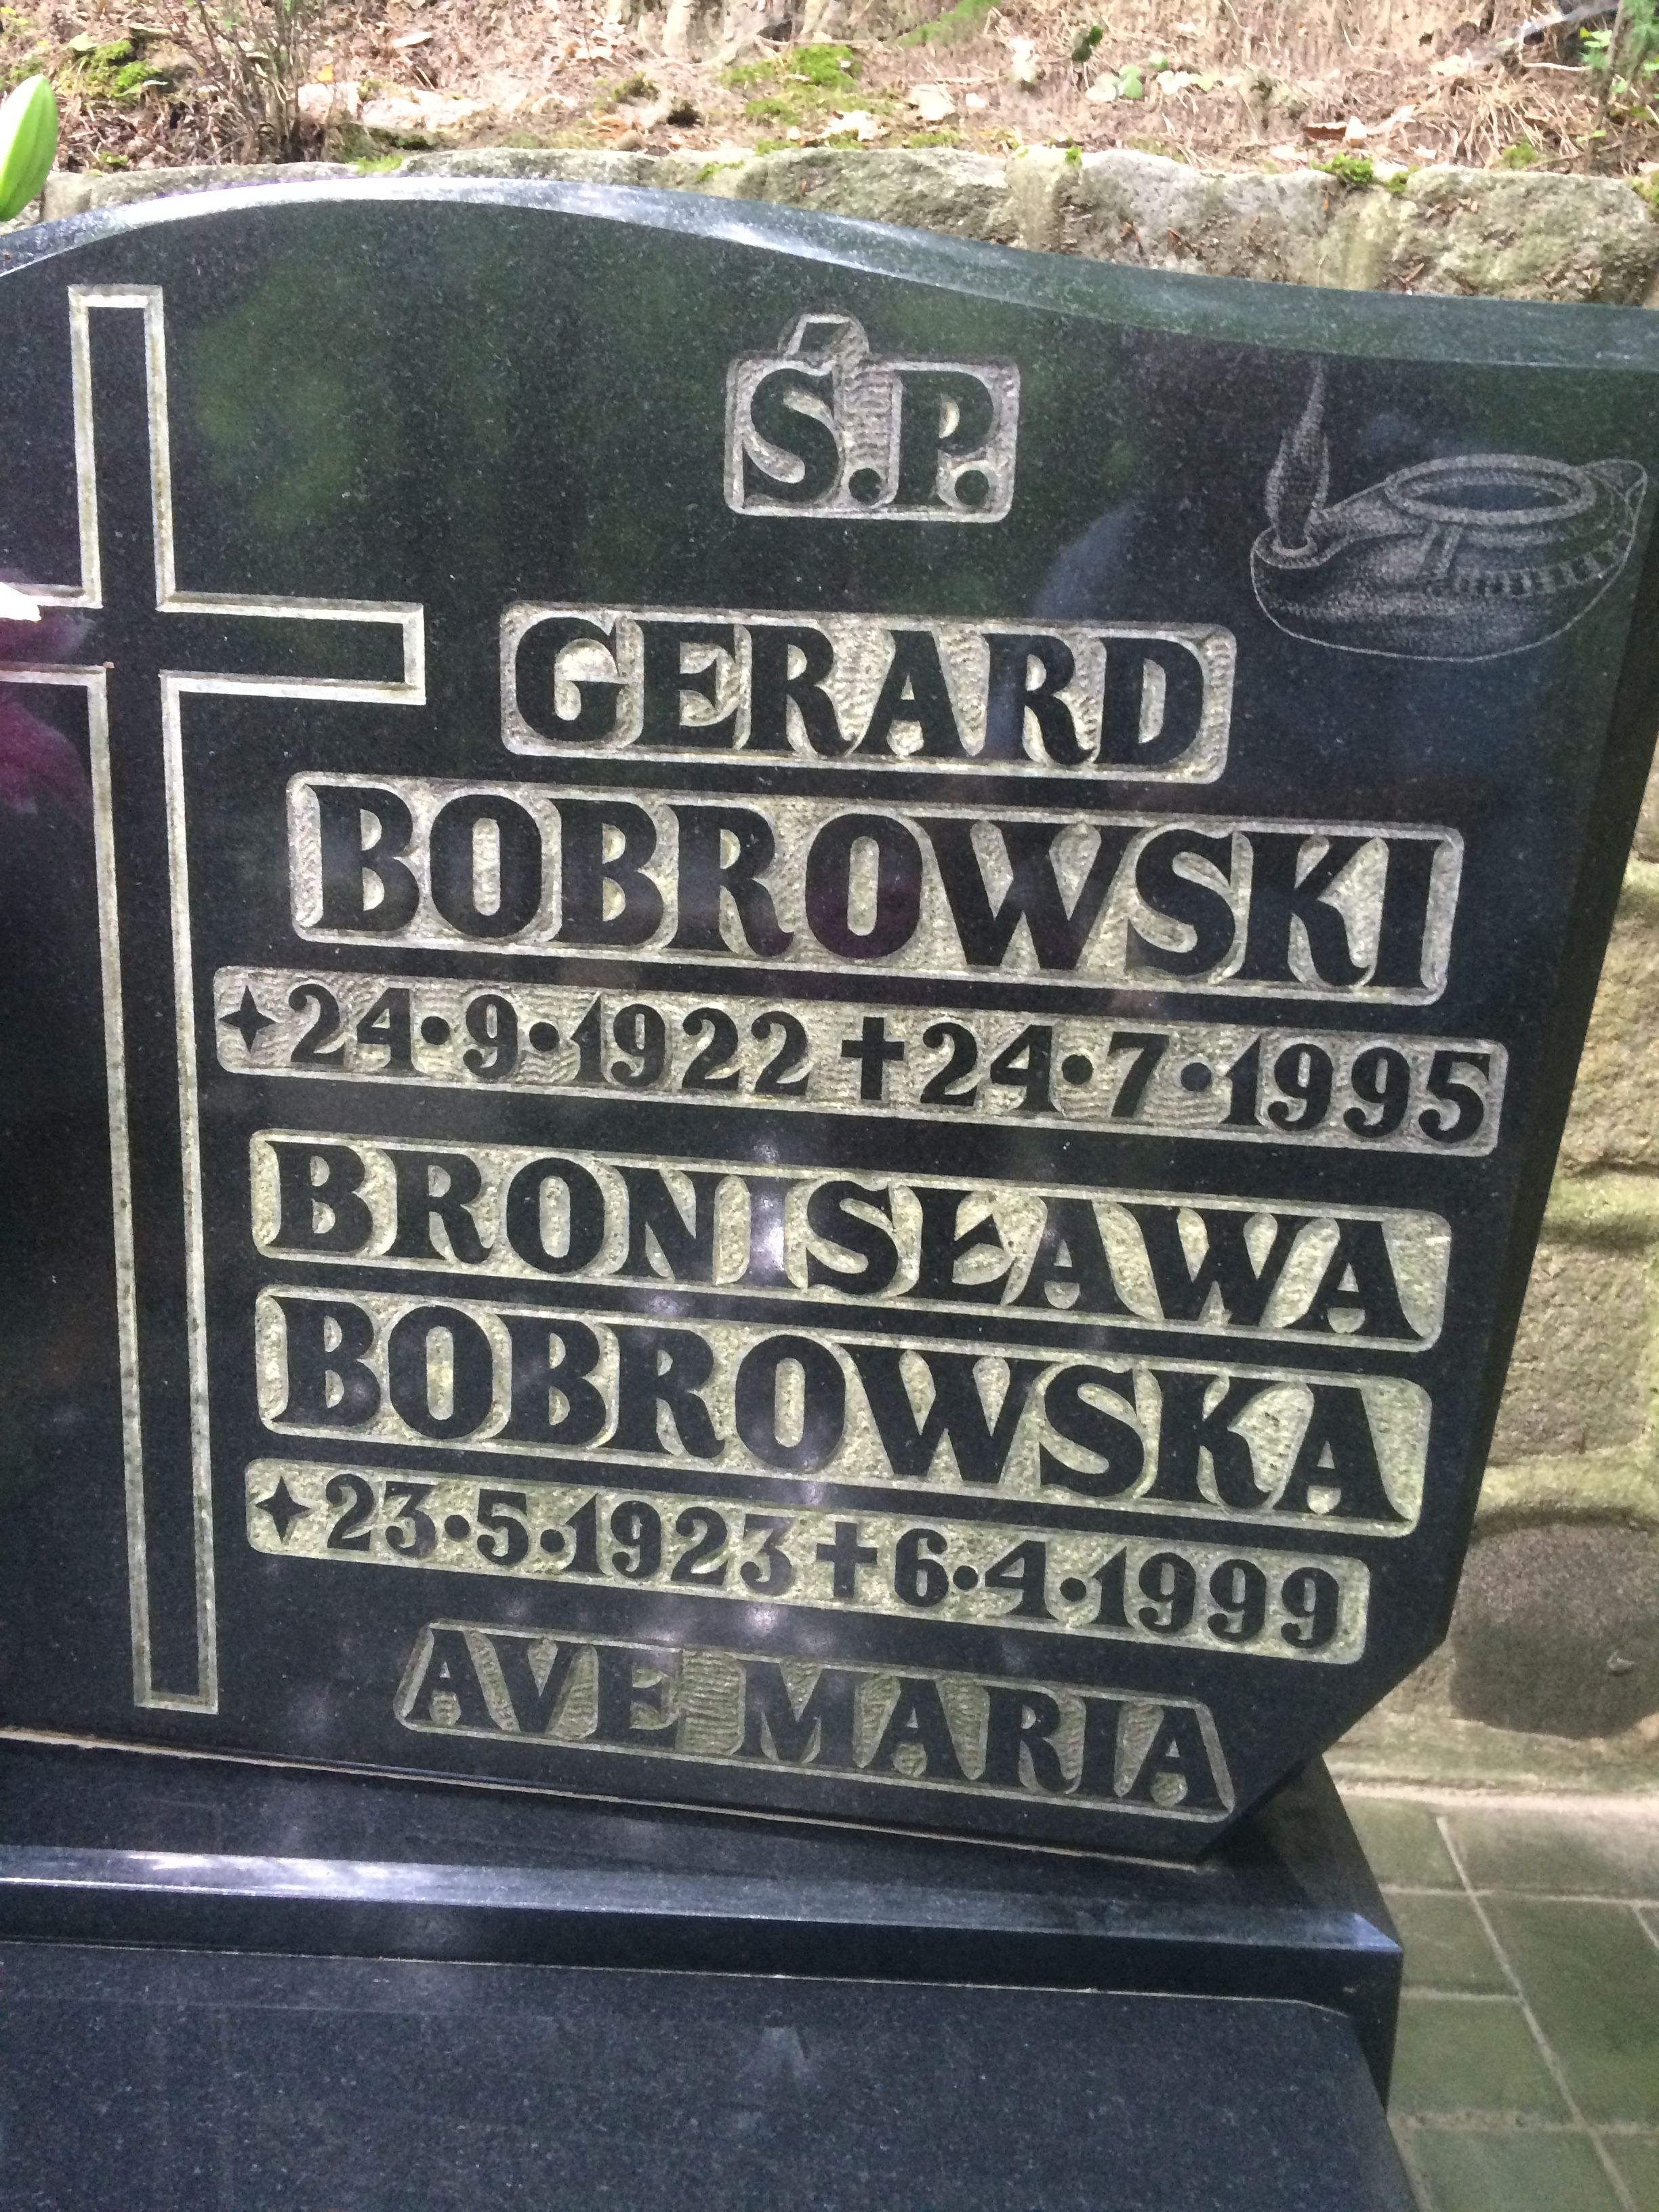 Ś.P.
GERARD
BOBROWSKI
✦24·9·1922 ✝24·7·1995
BRONISŁAWA
BOBROWSKA
✦23·5·1923✝6·4·1999
AVE MARIA